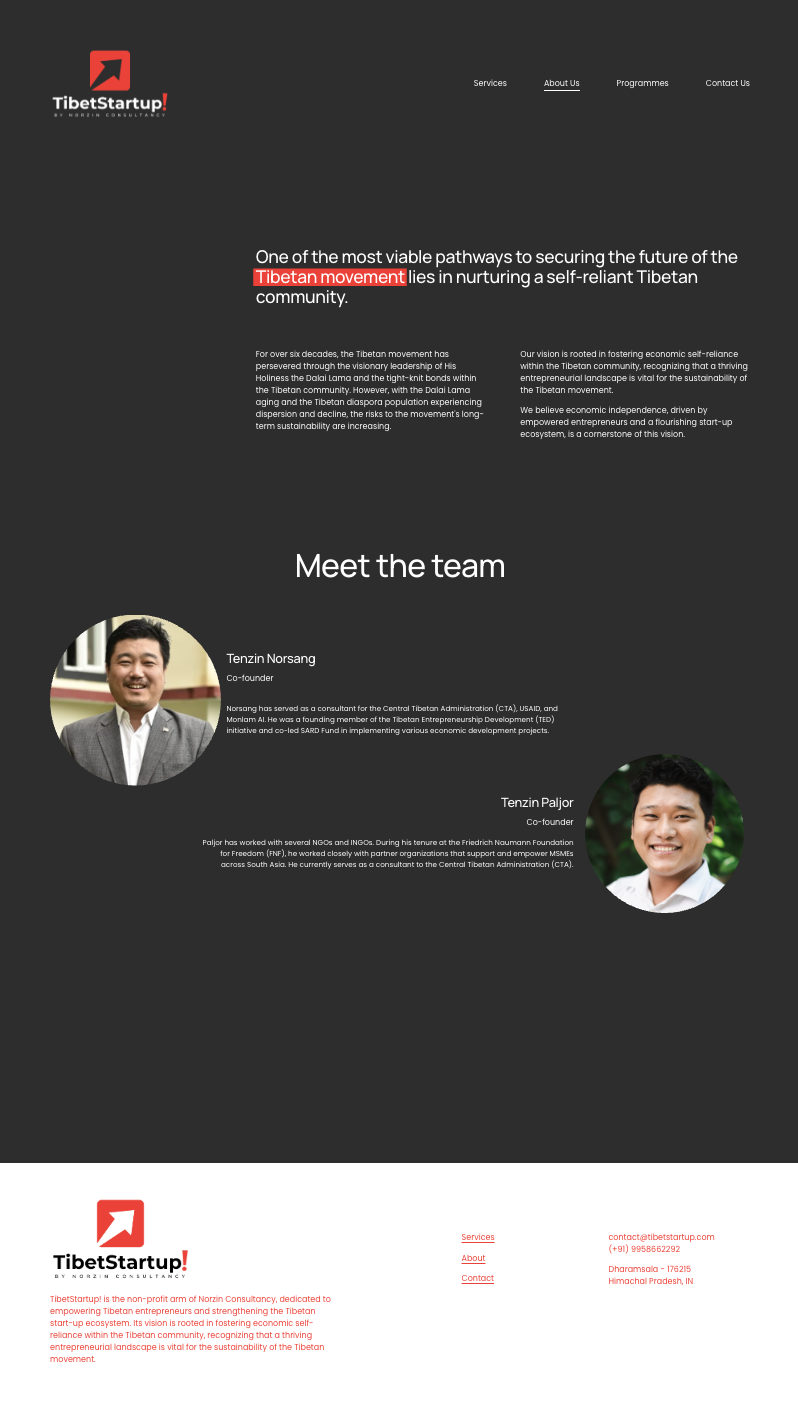 TibetStartup!
BY NORZIN CONSULTANCY
Services
About Us
Programmes
Contact Us
One of the most viable pathways to securing the future of the
Tibetan movement lies in nurturing a self-reliant Tibetan
community.
For over six decades, the Tibetan movement has
persevered through the visionary leadership of His
Holiness the Dalai Lama and the tight-knit bonds within
the Tibetan community. However, with the Dalai Lama
aging and the Tibetan diaspora population experiencing
dispersion and decline, the risks to the movement's long-
term sustainability are increasing.
Our vision is rooted in fostering economic self-reliance
within the Tibetan community, recognizing that a thriving
entrepreneurial landscape is vital for the sustainability of
the Tibetan movement.
We believe economic independence, driven by
empowered entrepreneurs and a flourishing start-up
ecosystem, is a cornerstone of this vision.
Meet the team
Tenzin Norsang
Co-founder
Norsang has served as a consultant for the Central Tibetan Administration (CTA), USAID, and
Monlam AI. He was a founding member of the Tibetan Entrepreneurship Development (TED)
initiative and co-led SARD Fund in implementing various economic development projects.
Tenzin Paljor
Co-founder
Paljor has worked with several NGOs and INGOs. During his tenure at the Friedrich Naumann Foundation
for Freedom (FNF), he worked closely with partner organizations that support and empower MSMEs
across South Asia. He currently serves as a consultant to the Central Tibetan Administration (CTA).
TibetStartup!
BY NORZIN CONSULTANCY
TibetStartup! is the non-profit arm of Norzin Consultancy, dedicated to
empowering Tibetan entrepreneurs and strengthening the Tibetan
start-up ecosystem. Its vision is rooted in fostering economic self-
reliance within the Tibetan community, recognizing that a thriving
entrepreneurial landscape is vital for the sustainability of the Tibetan
movement.
Services
About
Contact
contact@tibetstartup.com
(+91) 9958662292
Dharamsala - 176215
Himachal Pradesh, IN